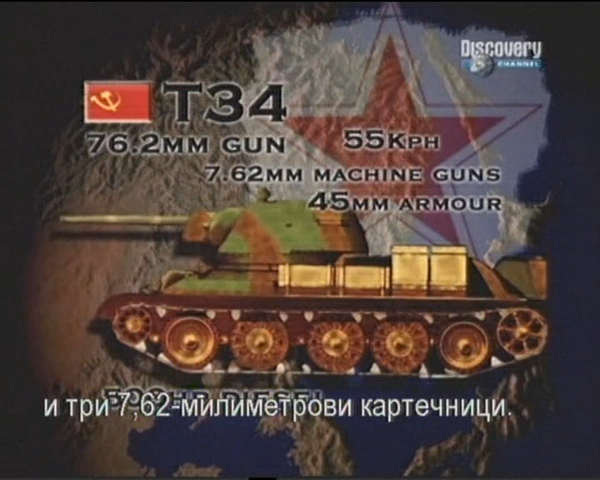 Discovery
CHANNEL
T34
76.2MM GUN
55KPH
7.62MM MACHINE GUNS
45MM ARMOUR
и три 7,62-милиметрови картечници.